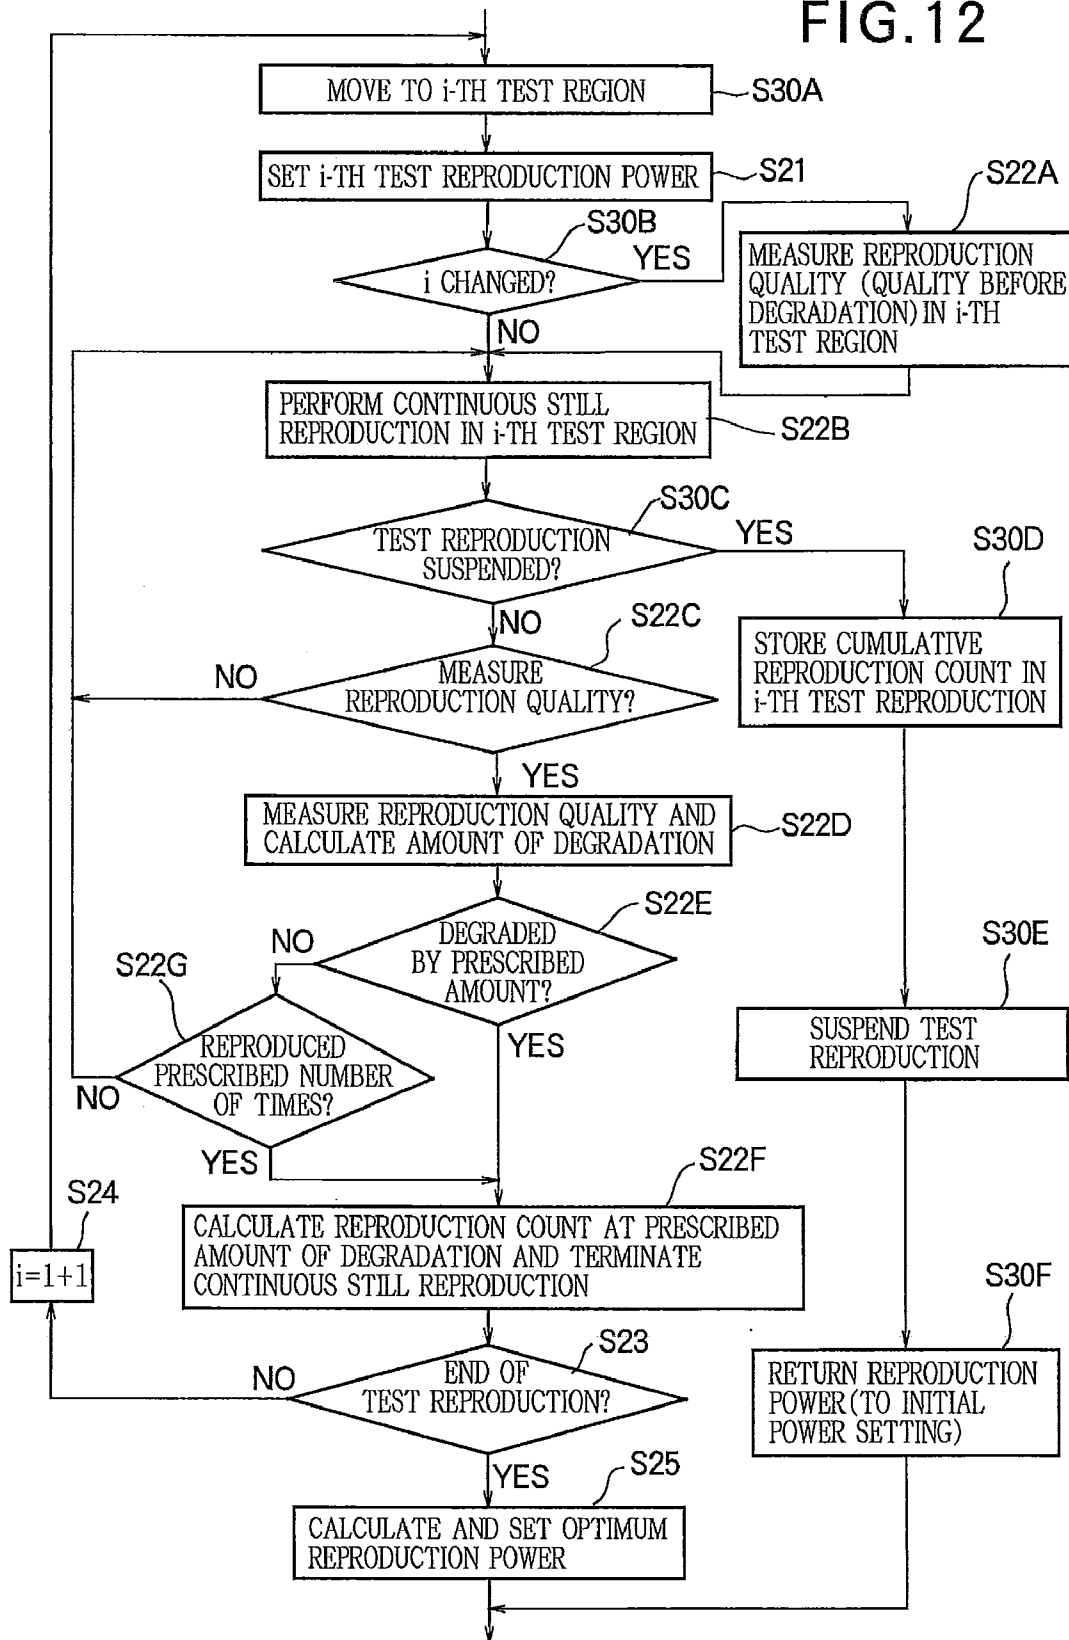 FIG.12
MOVE TO i-TH TEST REGION
S30A
SET i-TH TEST REPRODUCTION POWER
S21
S22A
S30B
YES
i CHANGED?
MEASURE REPRODUCTION
QUALITY (QUALITY BEFORE
DEGRADATION) IN i-TH
TEST REGION
NO
PERFORM CONTINUOUS STILL
REPRODUCTION IN i-TH TEST REGION
S22B
S30C
YES
TEST REPRODUCTION
SUSPENDED?
S30D
NO
S22C
STORE CUMULATIVE
REPRODUCTION COUNT IN
i-TH TEST REPRODUCTION
NO
MEASURE
REPRODUCTION QUALITY?
YES
MEASURE REPRODUCTION QUALITY AND
CALCULATE AMOUNT OF DEGRADATION
S22D
S22E
NO
DEGRADED
BY PRESCRIBED
AMOUNT?
S30E
S22G
SUSPEND TEST
REPRODUCTION
YES
REPRODUCED
PRESCRIBED NUMBER
OF TIMES?
NO
YES
S22F
S24
CALCULATE REPRODUCTION COUNT AT PRESCRIBED
AMOUNT OF DEGRADATION AND TERMINATE
CONTINUOUS STILL REPRODUCTION
i=1+1
S30F
S23
NO
END OF
TEST REPRODUCTION?
RETURN REPRODUCTION
POWER (TO INITIAL
POWER SETTING)
YES
S25
CALCULATE AND SET OPTIMUM
REPRODUCTION POWER